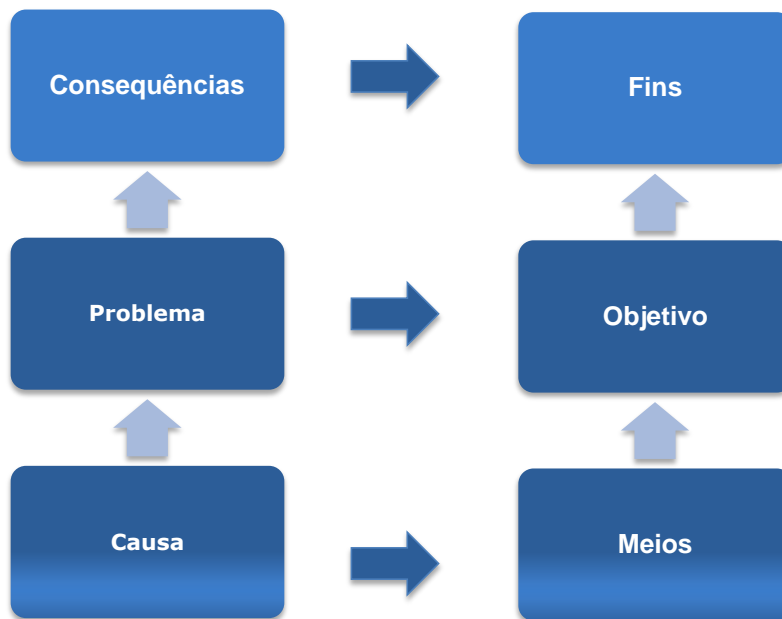 Consequências
Fins
Problema
Objetivo
Causa
Meios